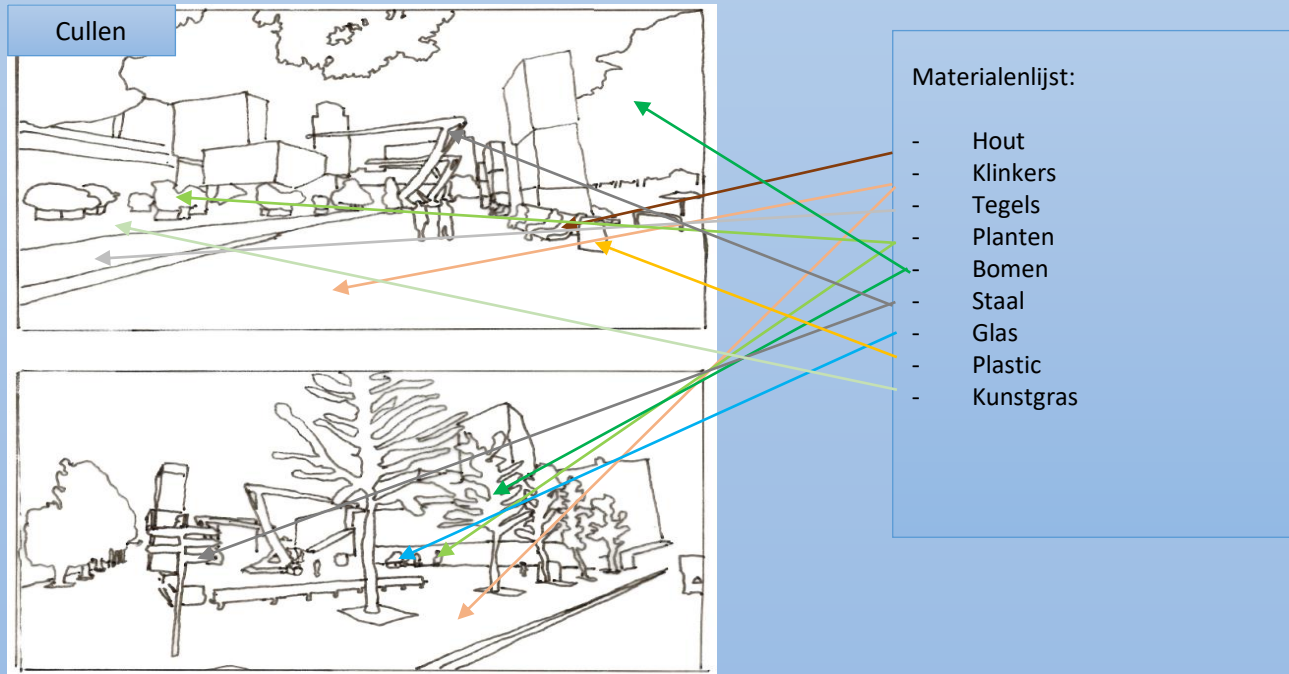 Cullen
Materialenlijst:
- Hout
- Klinkers
- Tegels
- Planten
- Bomen
- Staal
- Glas
- Plastic
- Kunstgras